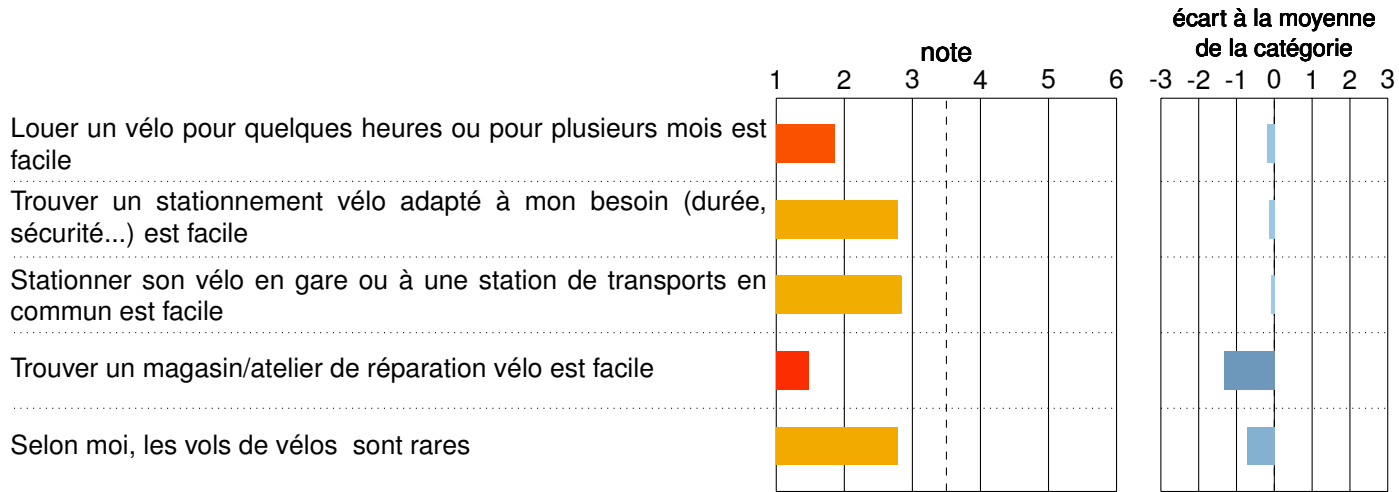 écart à la moyenne
note de la catégorie
1 2 3 4 5 6 -3 -2 -1 0 1 2 3
Louer un vélo pour quelques heures ou pour plusieurs mois est
facile
Trouver un stationnement vélo adapté à mon besoin (durée,
sécurité...) est facile
Stationner son vélo en gare ou à une station de transports en
commun est facile
Trouver un magasin/atelier de réparation vélo est facile
Selon moi, les vols de vélos sont rares